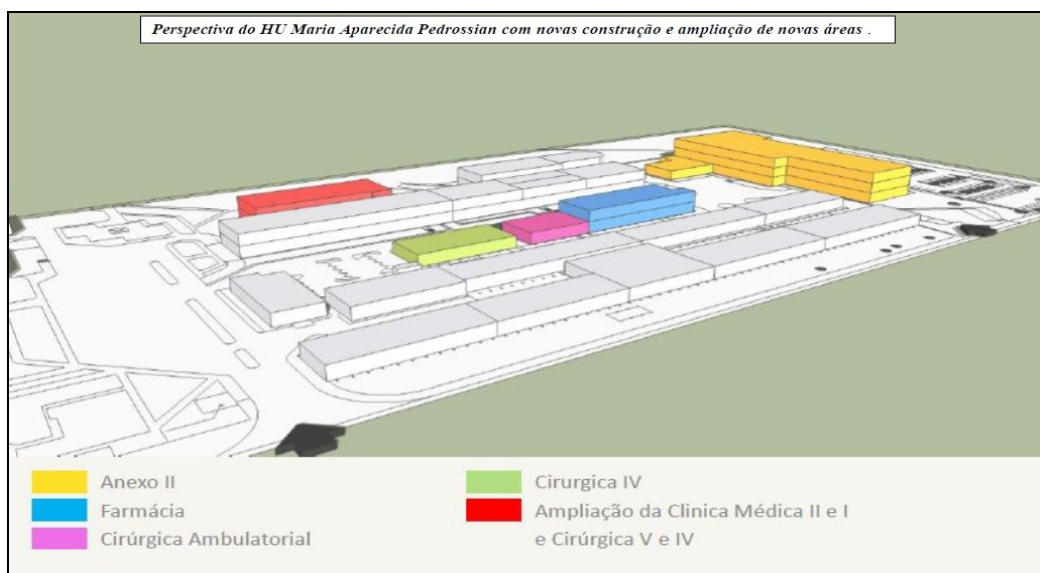 Perspectiva do HU Maria Aparecida Pedrossian com novas construção e ampliação de novas áreas .
Anexo II
Farmácia
Cirúrgica Ambulatorial
Cirurgica IV
Ampliação da Clinica Médica II e I
e Cirúrgica V e IV